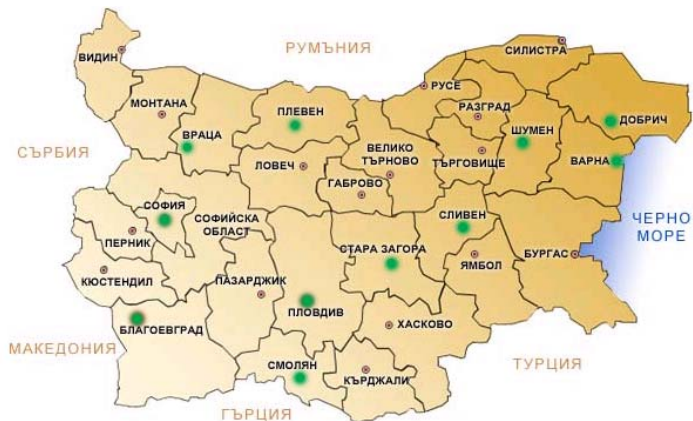 РУМЪНИЯ
СИЛИСТРА
ВИДИН
РУСЕ
МОНТАНА
РАЗГРАД
ПЛЕВЕН
ДОБРИЧ
ВРАЦА
ШУМЕН
СЪРБИЯ
ВЕЛИКО
ТЪРНОВО
ЛОВЕЧ
ТЪРГОВИЩЕ
ВАРНА
ГАБРОВО
СОФИЯ
СОФИЙСКА
ОБЛАСТ
СЛИВЕН
ЧЕРНО
МОРЕ
ПЕРНИК
СТАРА ЗАГОРА
ЯМБОЛ
БУРГАС
КЮСТЕНДИЛ
ПАЗАРДЖИК
ПЛОВДИВ
ХАСКОВО
БЛАГОЕВГРАД
МАКЕДОНИЯ
СМОЛЯН
ТУРЦИЯ
КЪРДЖАЛИ
ГЪРЦИЯ